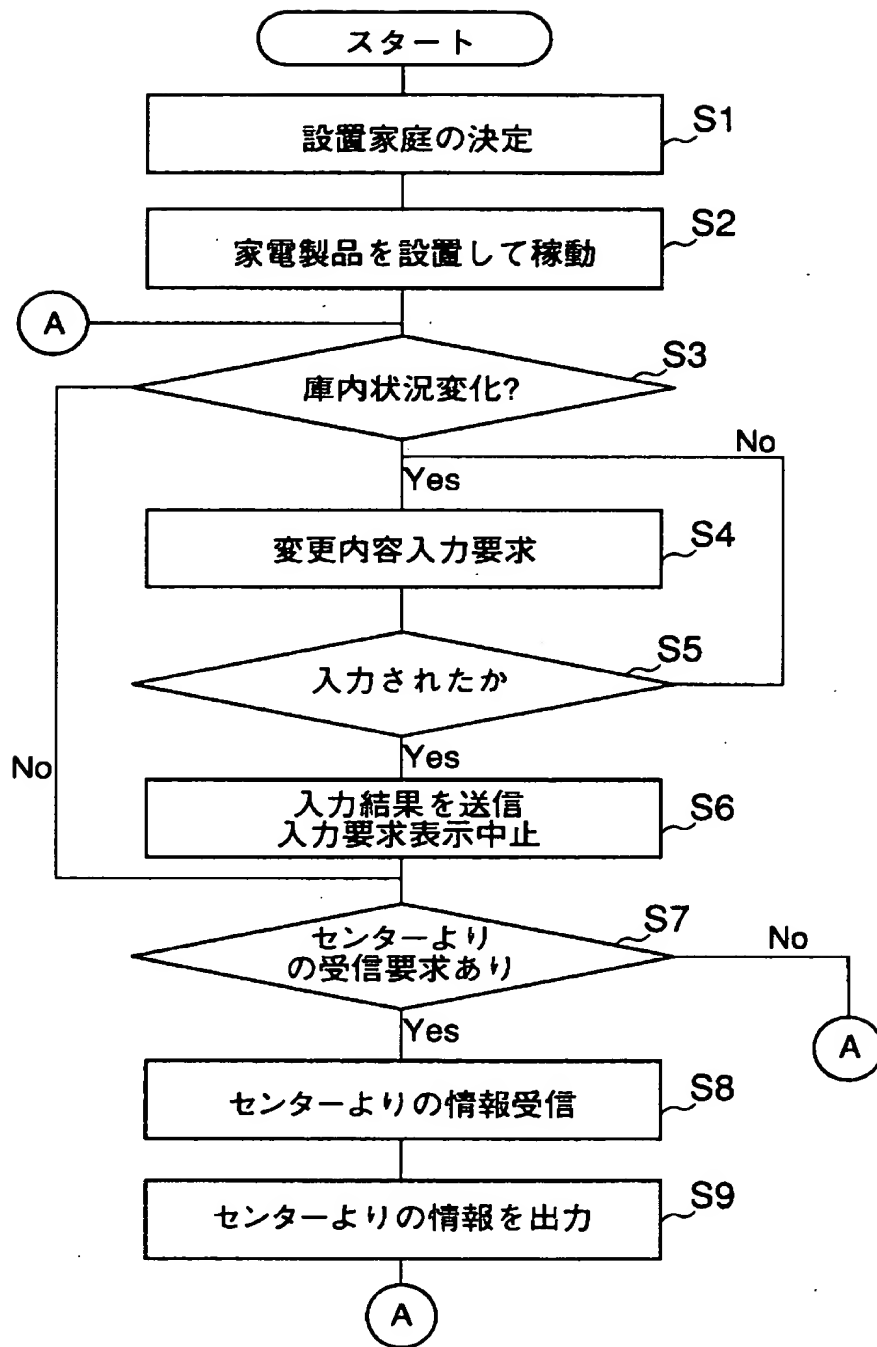 スタート
設置家庭の決定
S1
家電製品を設置して稼動
S2
A
庫内状況変化?
S3
No
Yes
変更内容入力要求
S4
入力されたか
S5
Yes
No
入力結果を送信
入力要求表示中止
S6
センターより
の受信要求あり
S7
No
Yes
A
センターよりの情報受信
S8
センターよりの情報を出力
S9
A